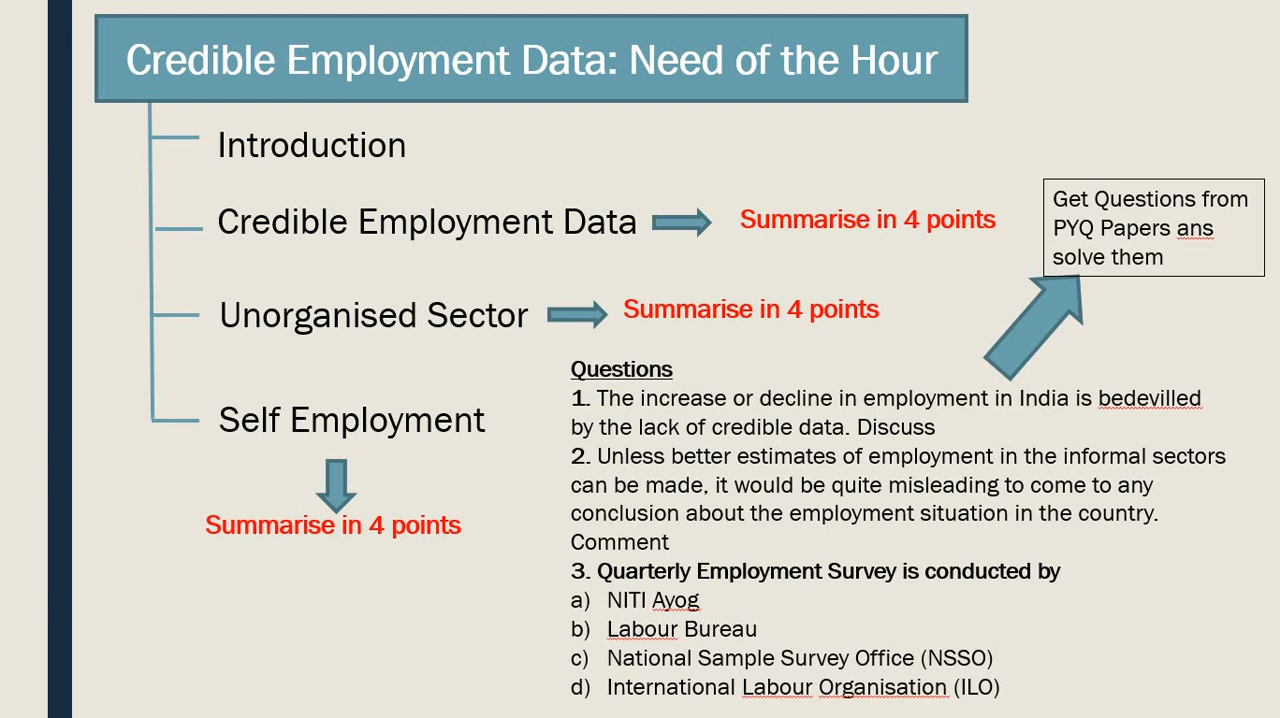 Credible Employment Data: Need of the Hour
Introduction
Credible Employment Data
Summarise in 4 points
Get Questions from
PYQ Papers ans
solve them
Unorganised Sector
Summarise in 4 points
Self Employment
Summarise in 4 points
Questions
1. The increase or decline in employment in India is bedevilled
by the lack of credible data. Discuss
2. Unless better estimates of employment in the informal sectors
can be made, it would be quite misleading to come to any
conclusion about the employment situation in the country.
Comment
3. Quarterly Employment Survey is conducted by
a) NITI Ayog
b) Labour Bureau
c) National Sample Survey Office (NSSO)
d) International Labour Organisation (ILO)